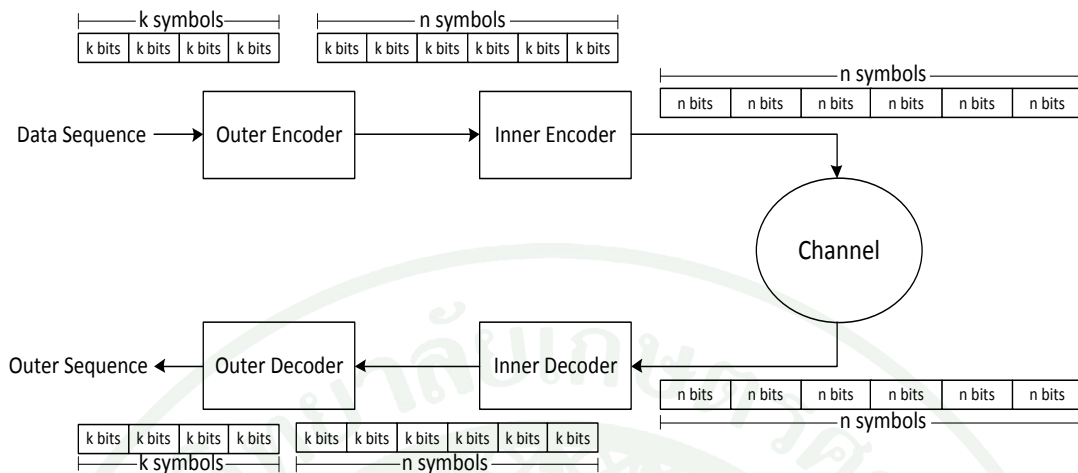 k symbols
k bits k bits k bits k bits
n symbols
k bits k bits k bits k bits k bits k bits
n symbols
n bits n bits n bits n bits n bits n bits
Data Sequence
Outer Encoder
Inner Encoder
Channel
Outer Sequence
Outer Decoder
Inner Decoder
n bits n bits n bits n bits n bits n bits
n symbols
k bits k bits k bits k bits
k symbols
k bits k bits k bits k bits k bits k bits
n symbols